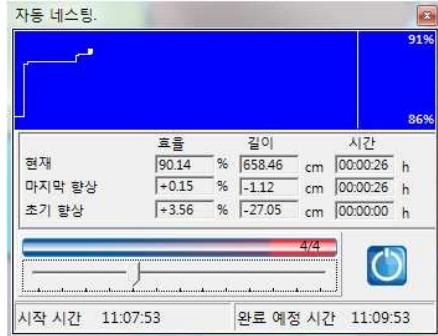 자동 네스팅.
91%
86%
효율 길이 시간
현재 90.14 % 658.46 cm 00:00:26 h
마지막 향상 +0.15 % -1.12 cm 00:00:26 h
초기 향상 +3.56 % -27.05 cm 00:00:00 h
4/4
시작 시간 11:07:53 완료 예정 시간 11:09:53